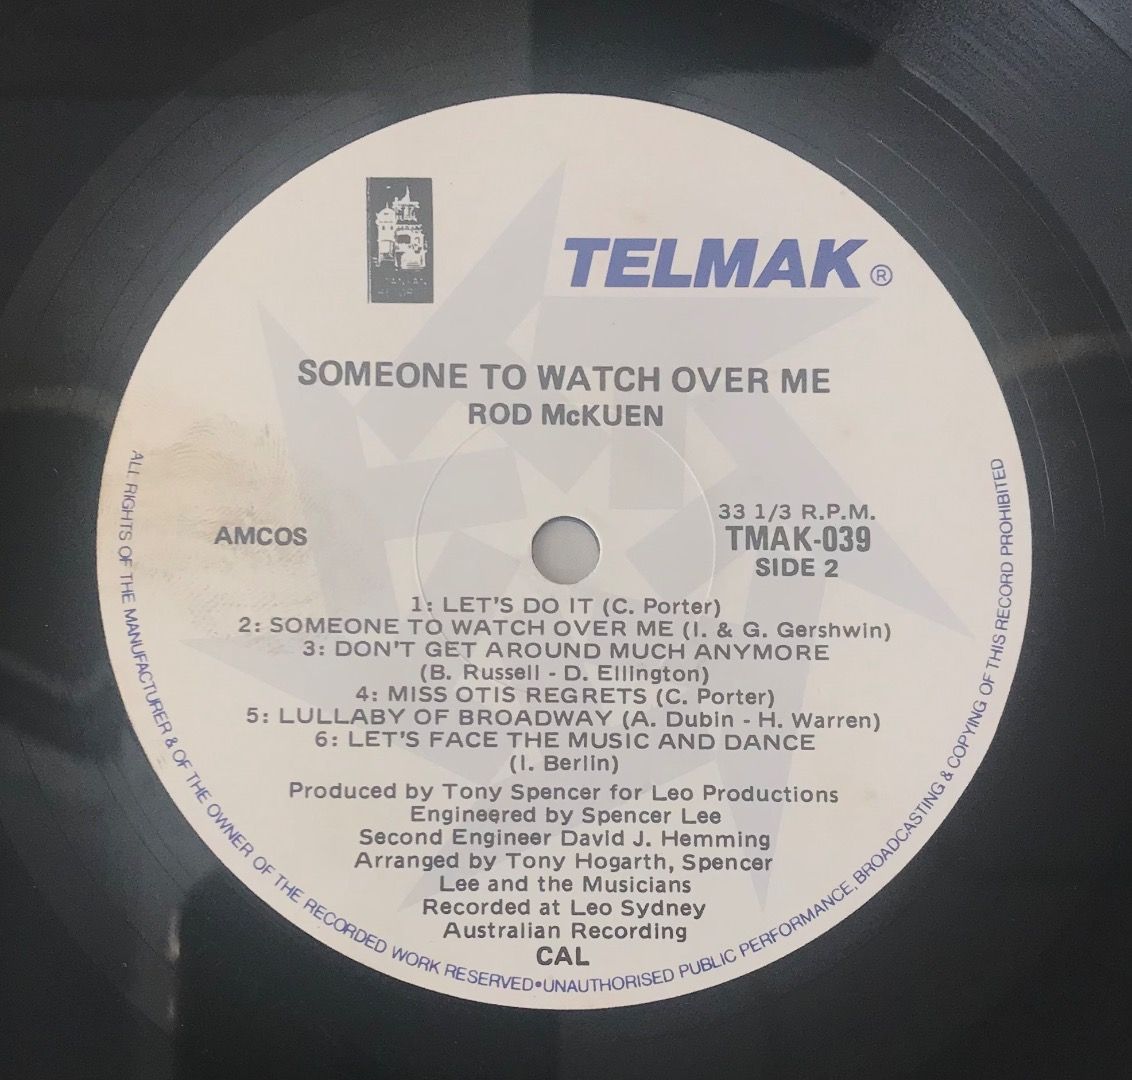 TELMAK ®
SOMEONE TO WATCH OVER ME
ROD McKUEN
AMCOS
33 1/3 R.P.M.
TMAK-039
SIDE 2
1: LET'S DO IT (C. Porter)
2: SOMEONE TO WATCH OVER ME (I. & G. Gershwin)
3: DON'T GET AROUND MUCH ANYMORE
(B. Russell - D. Ellington)
4: MISS OTIS REGRETS (C. Porter)
5: LULLABY OF BROADWAY (A. Dubin - H. Warren)
6: LET'S FACE THE MUSIC AND DANCE
(I. Berlin)
Produced by Tony Spencer for Leo Productions
Engineered by Spencer Lee
Second Engineer David J. Hemming
Arranged by Tony Hogarth, Spencer
Lee and the Musicians
Recorded at Leo Sydney
Australian Recording
CAL
ALL RIGHTS OF THE MANUFACTURER & OF THE OWNER OF THE RECORDED WORK RESERVED•UNAUTHORISED PUBLIC PERFORMANCE, BROADCASTING & COPYING OF THIS RECORD PROHIBITED